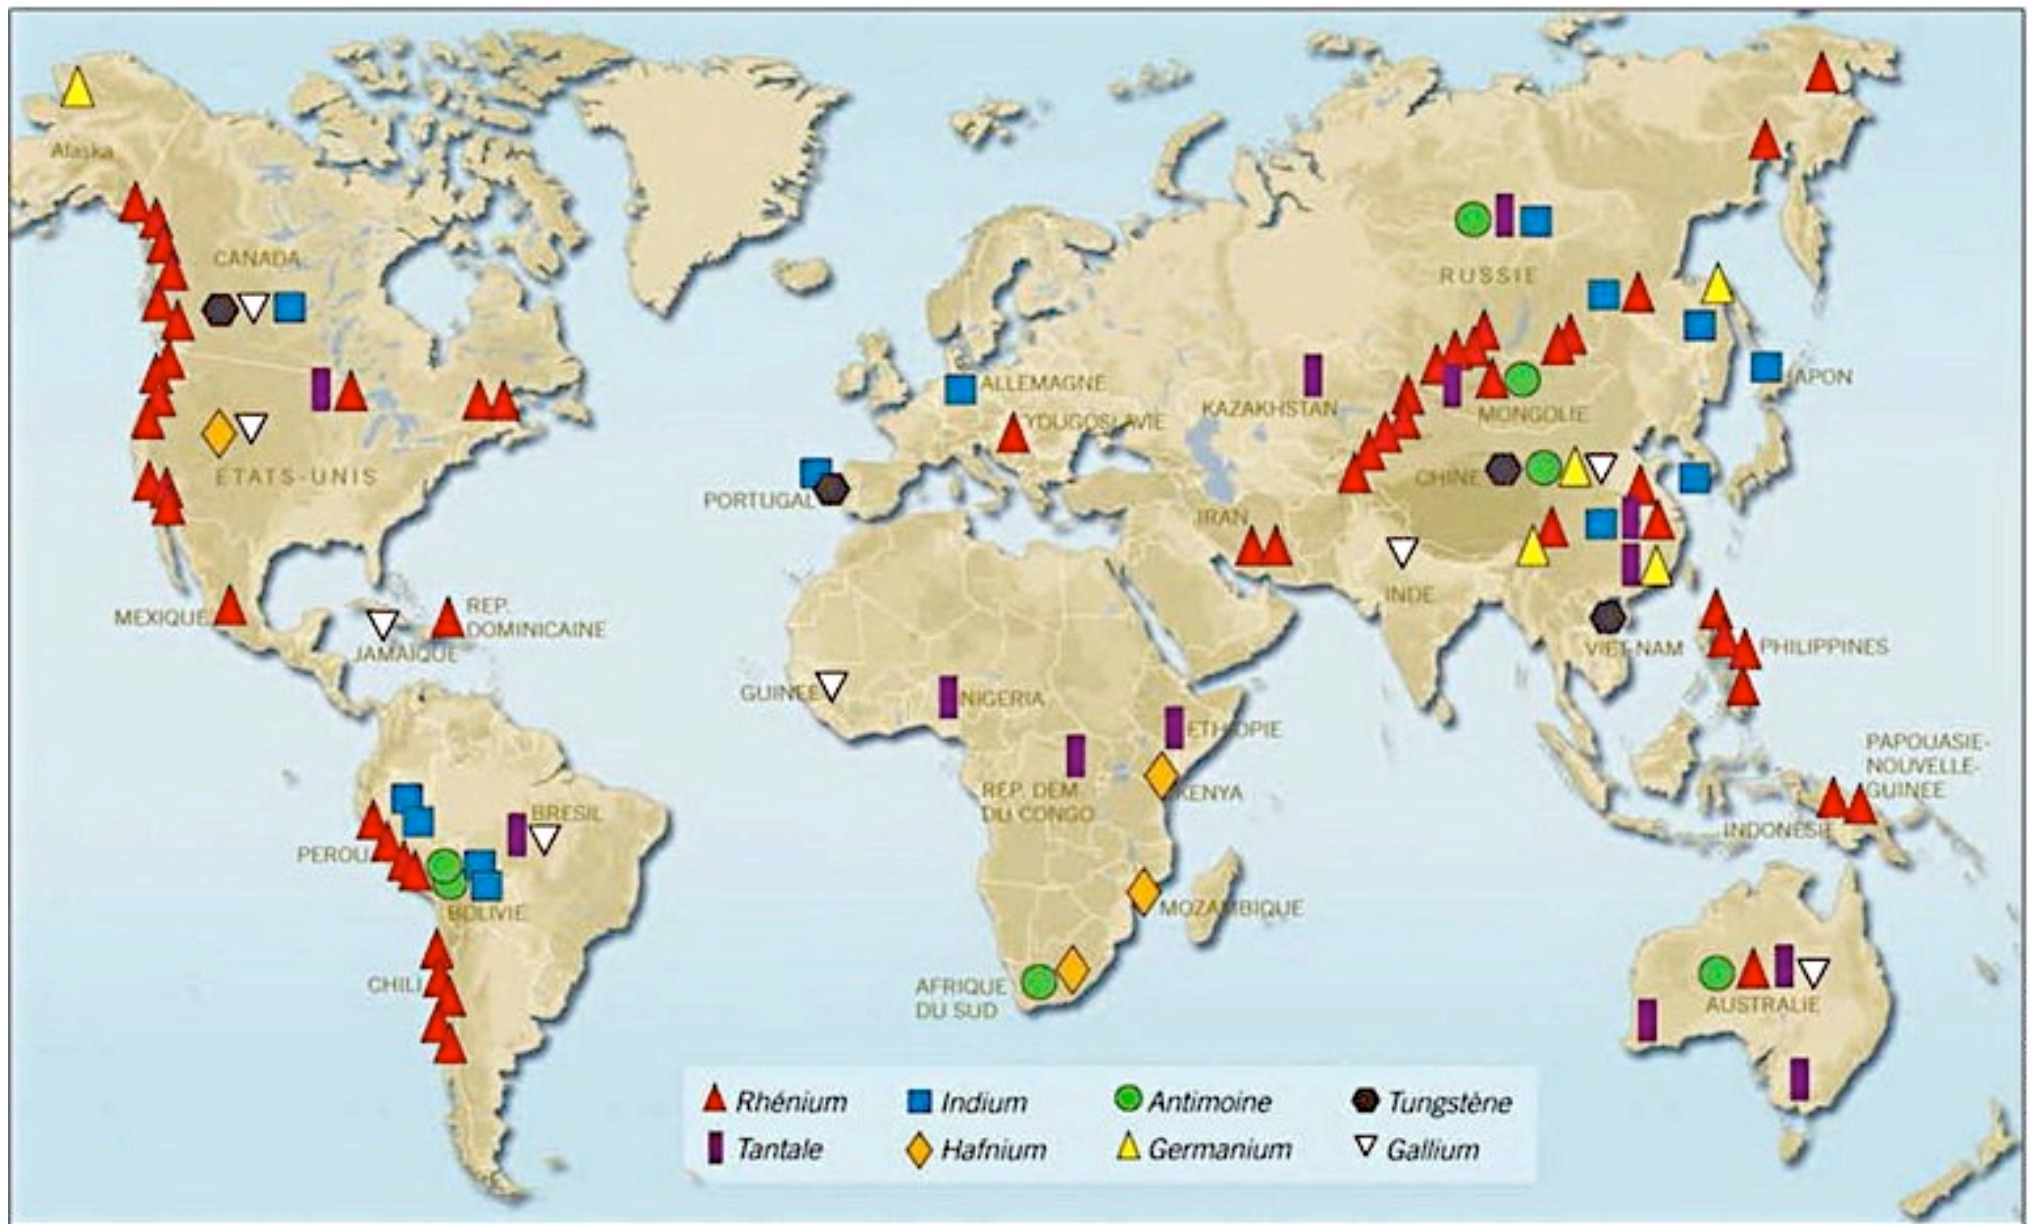 Alaska
CANADA
RUSSIE
ALLEMAGNE
JAPON
KAZAKHSTAN
YOUGOSLAVIE
MONGOLIE
ETATS-UNIS
CHINE
PORTUGAL
IRAN
INDE
MEXIQUE
REP.
DOMINICAINE
JAMAIQUE
VIET-NAM
PHILIPPINES
GUINEE
NIGERIA
ETHIOPIE
PAPOUASIE-
NOUVELLE-
GUINEE
REP. DEM.
DU CONGO
KENYA
BRESIL
INDONESIE
PEROU
BOLIVIE
MOZAMBIQUE
CHILI
AFRIQUE
DU SUD
AUSTRALIE
Rhénium
Indium
Antimoine
Tungstène
Tantale
Hafnium
Germanium
Gallium